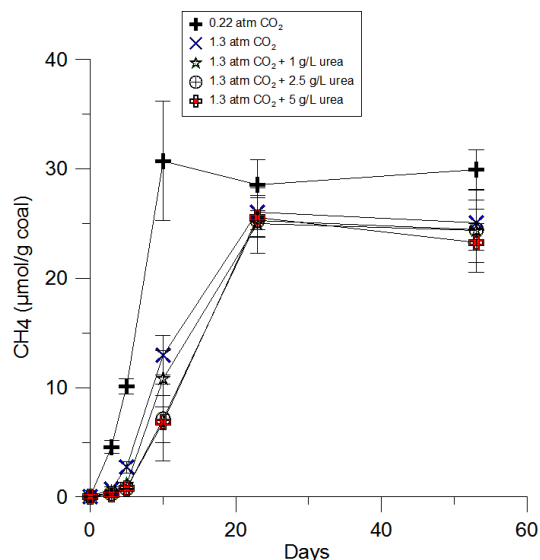 0.22 atm CO₂
1.3 atm CO₂
1.3 atm CO₂ + 1 g/L urea
1.3 atm CO₂ + 2.5 g/L urea
1.3 atm CO₂ + 5 g/L urea
40
30
20
10
0
CH4 (µmol/g coal)
0 20 40 60
Days